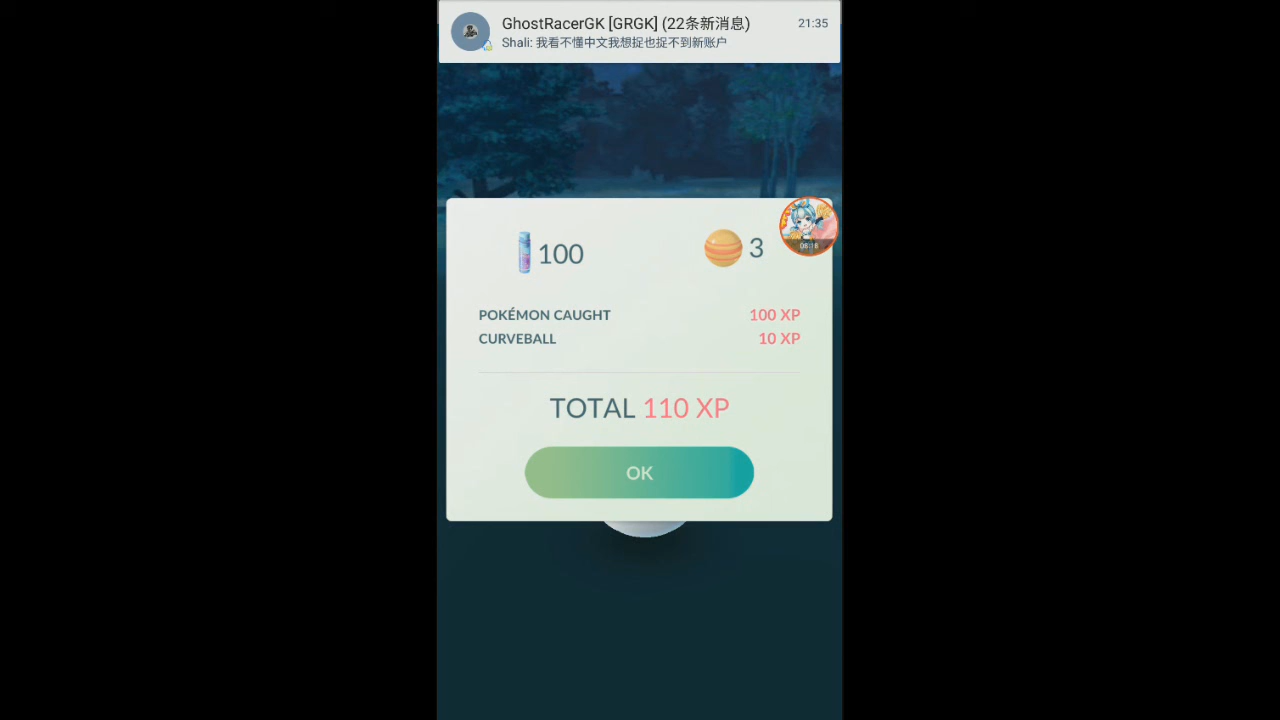 GhostRacerGK [GRGK] (22条新消息)
21:35
Shali: 我看不懂中文我想捉也捉不到新账户
100
3
08:18
POKÉMON CAUGHT 100 XP
CURVEBALL 10 XP
TOTAL 110 XP
OK